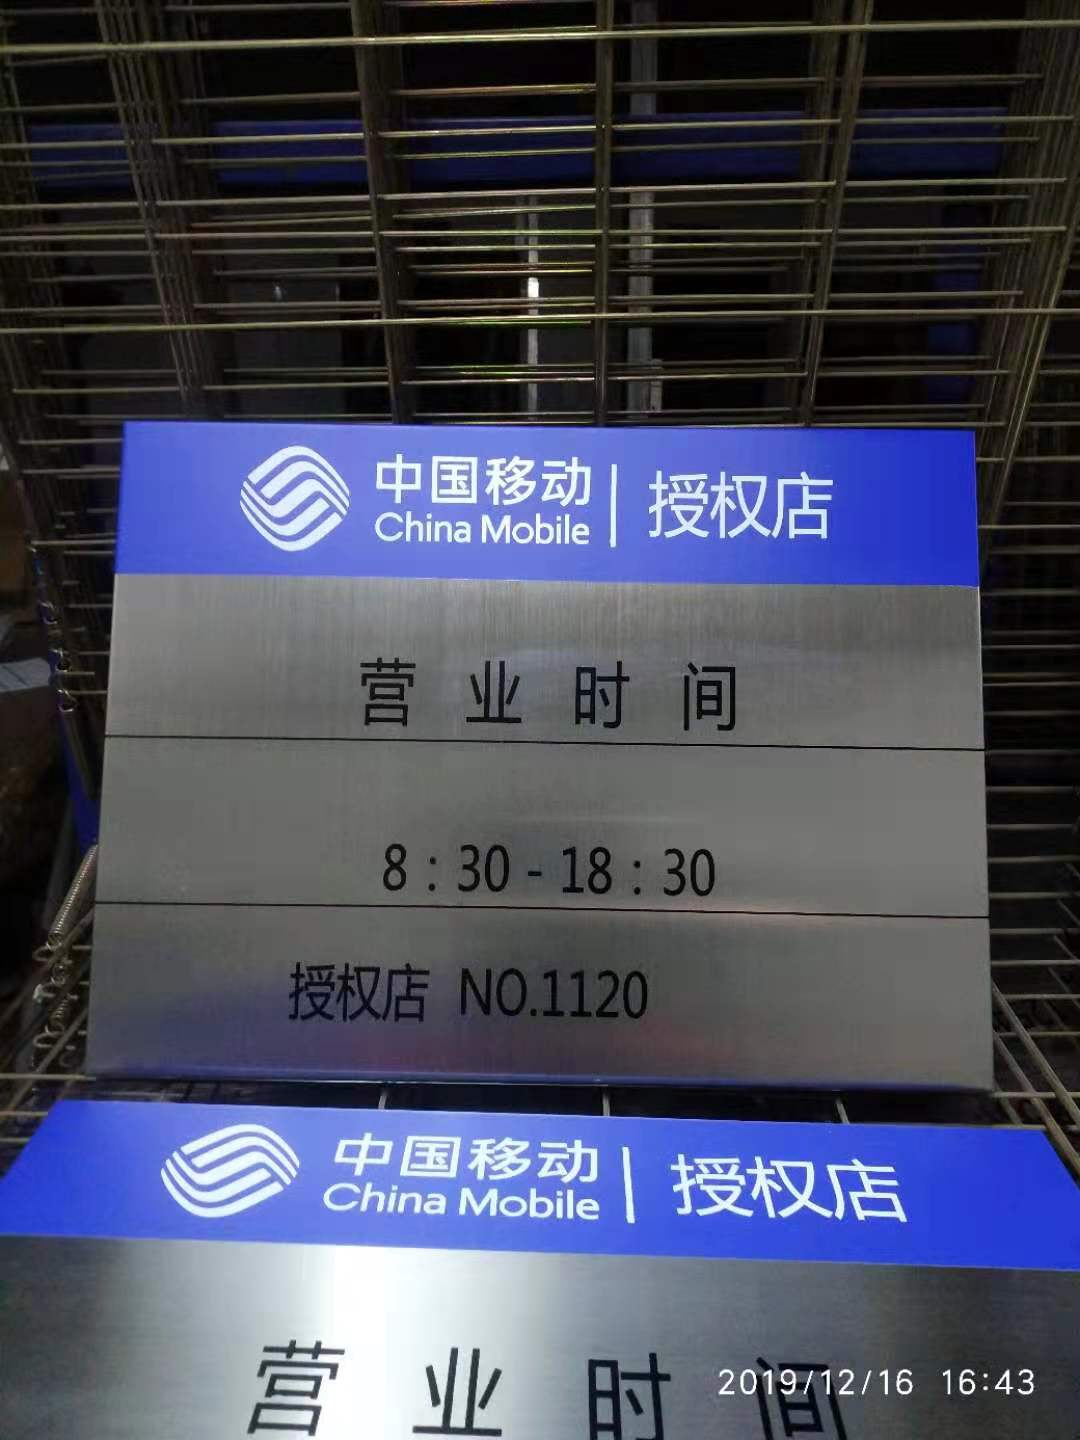 中国移动 | 授权店
China Mobile
营 业 时 间
8:30-18:30
授权店 NO.1120
中国移动 | 授权店
China Mobile
营 业 时 间
2019/12/16 16:43